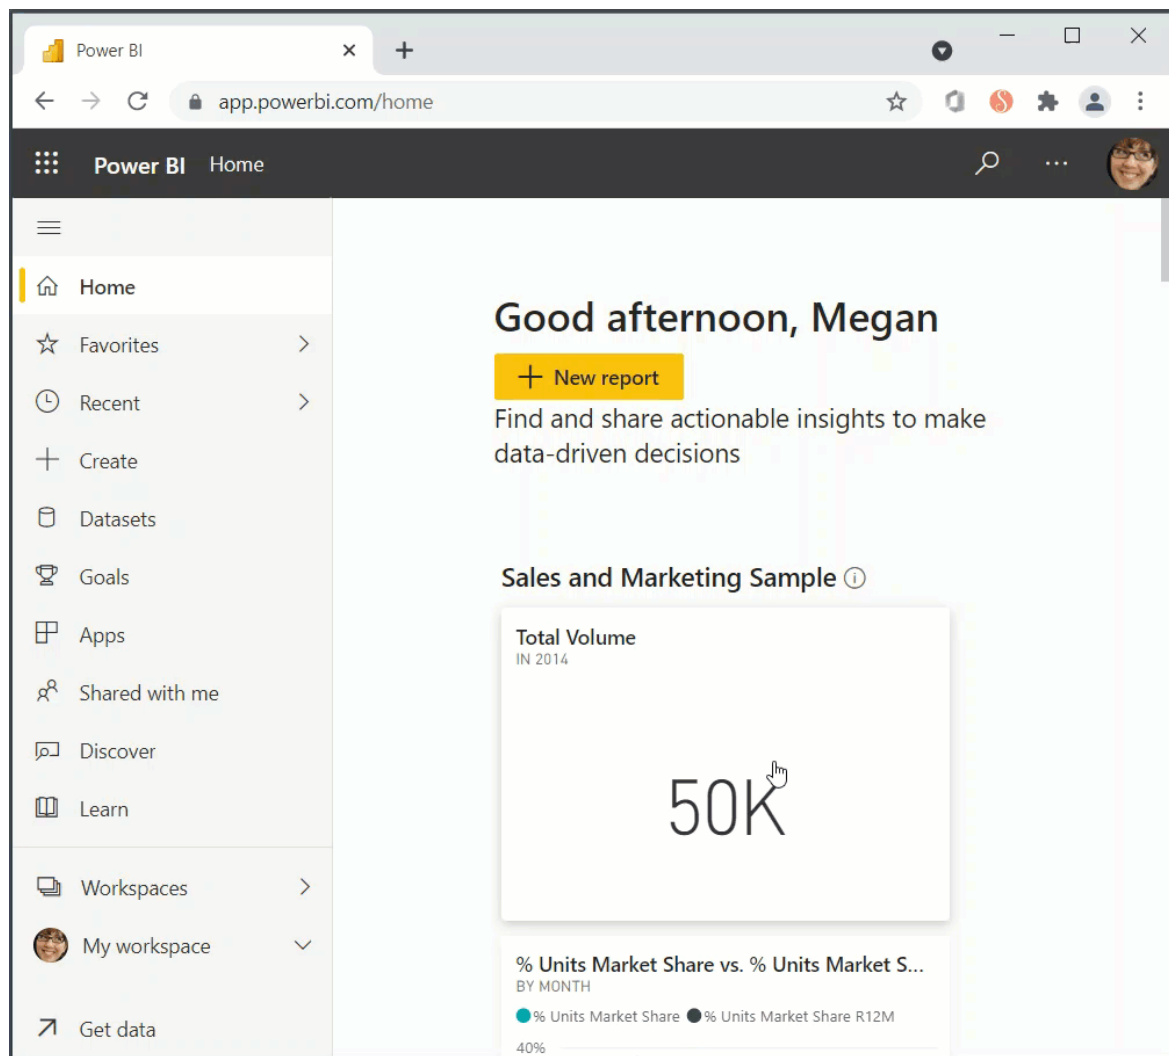 Power BI
app.powerbi.com/home
Power BI Home
Home
Favorites
Recent
Create
Datasets
Goals
Apps
Shared with me
Discover
Learn
Workspaces
My workspace
Get data
Good afternoon, Megan
New report
Find and share actionable insights to make
data-driven decisions
Sales and Marketing Sample
Total Volume
IN 2014
50K
% Units Market Share vs. % Units Market S...
BY MONTH
% Units Market Share % Units Market Share R12M
40%